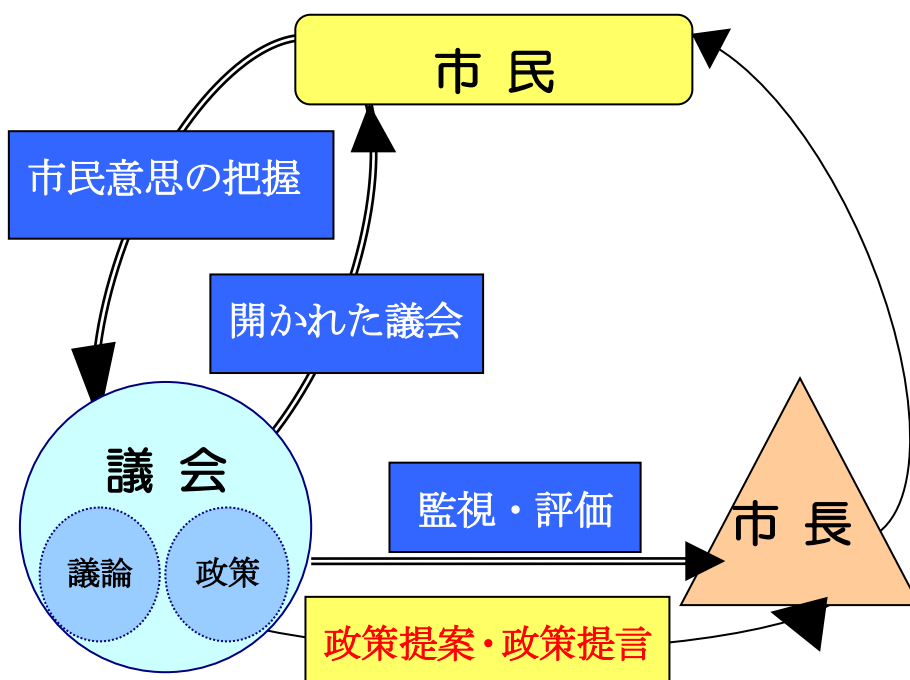 市 民
市民意思の把握
開かれた議会
議 会
議論
政策
監視・評価
市 長
政策提案・政策提言